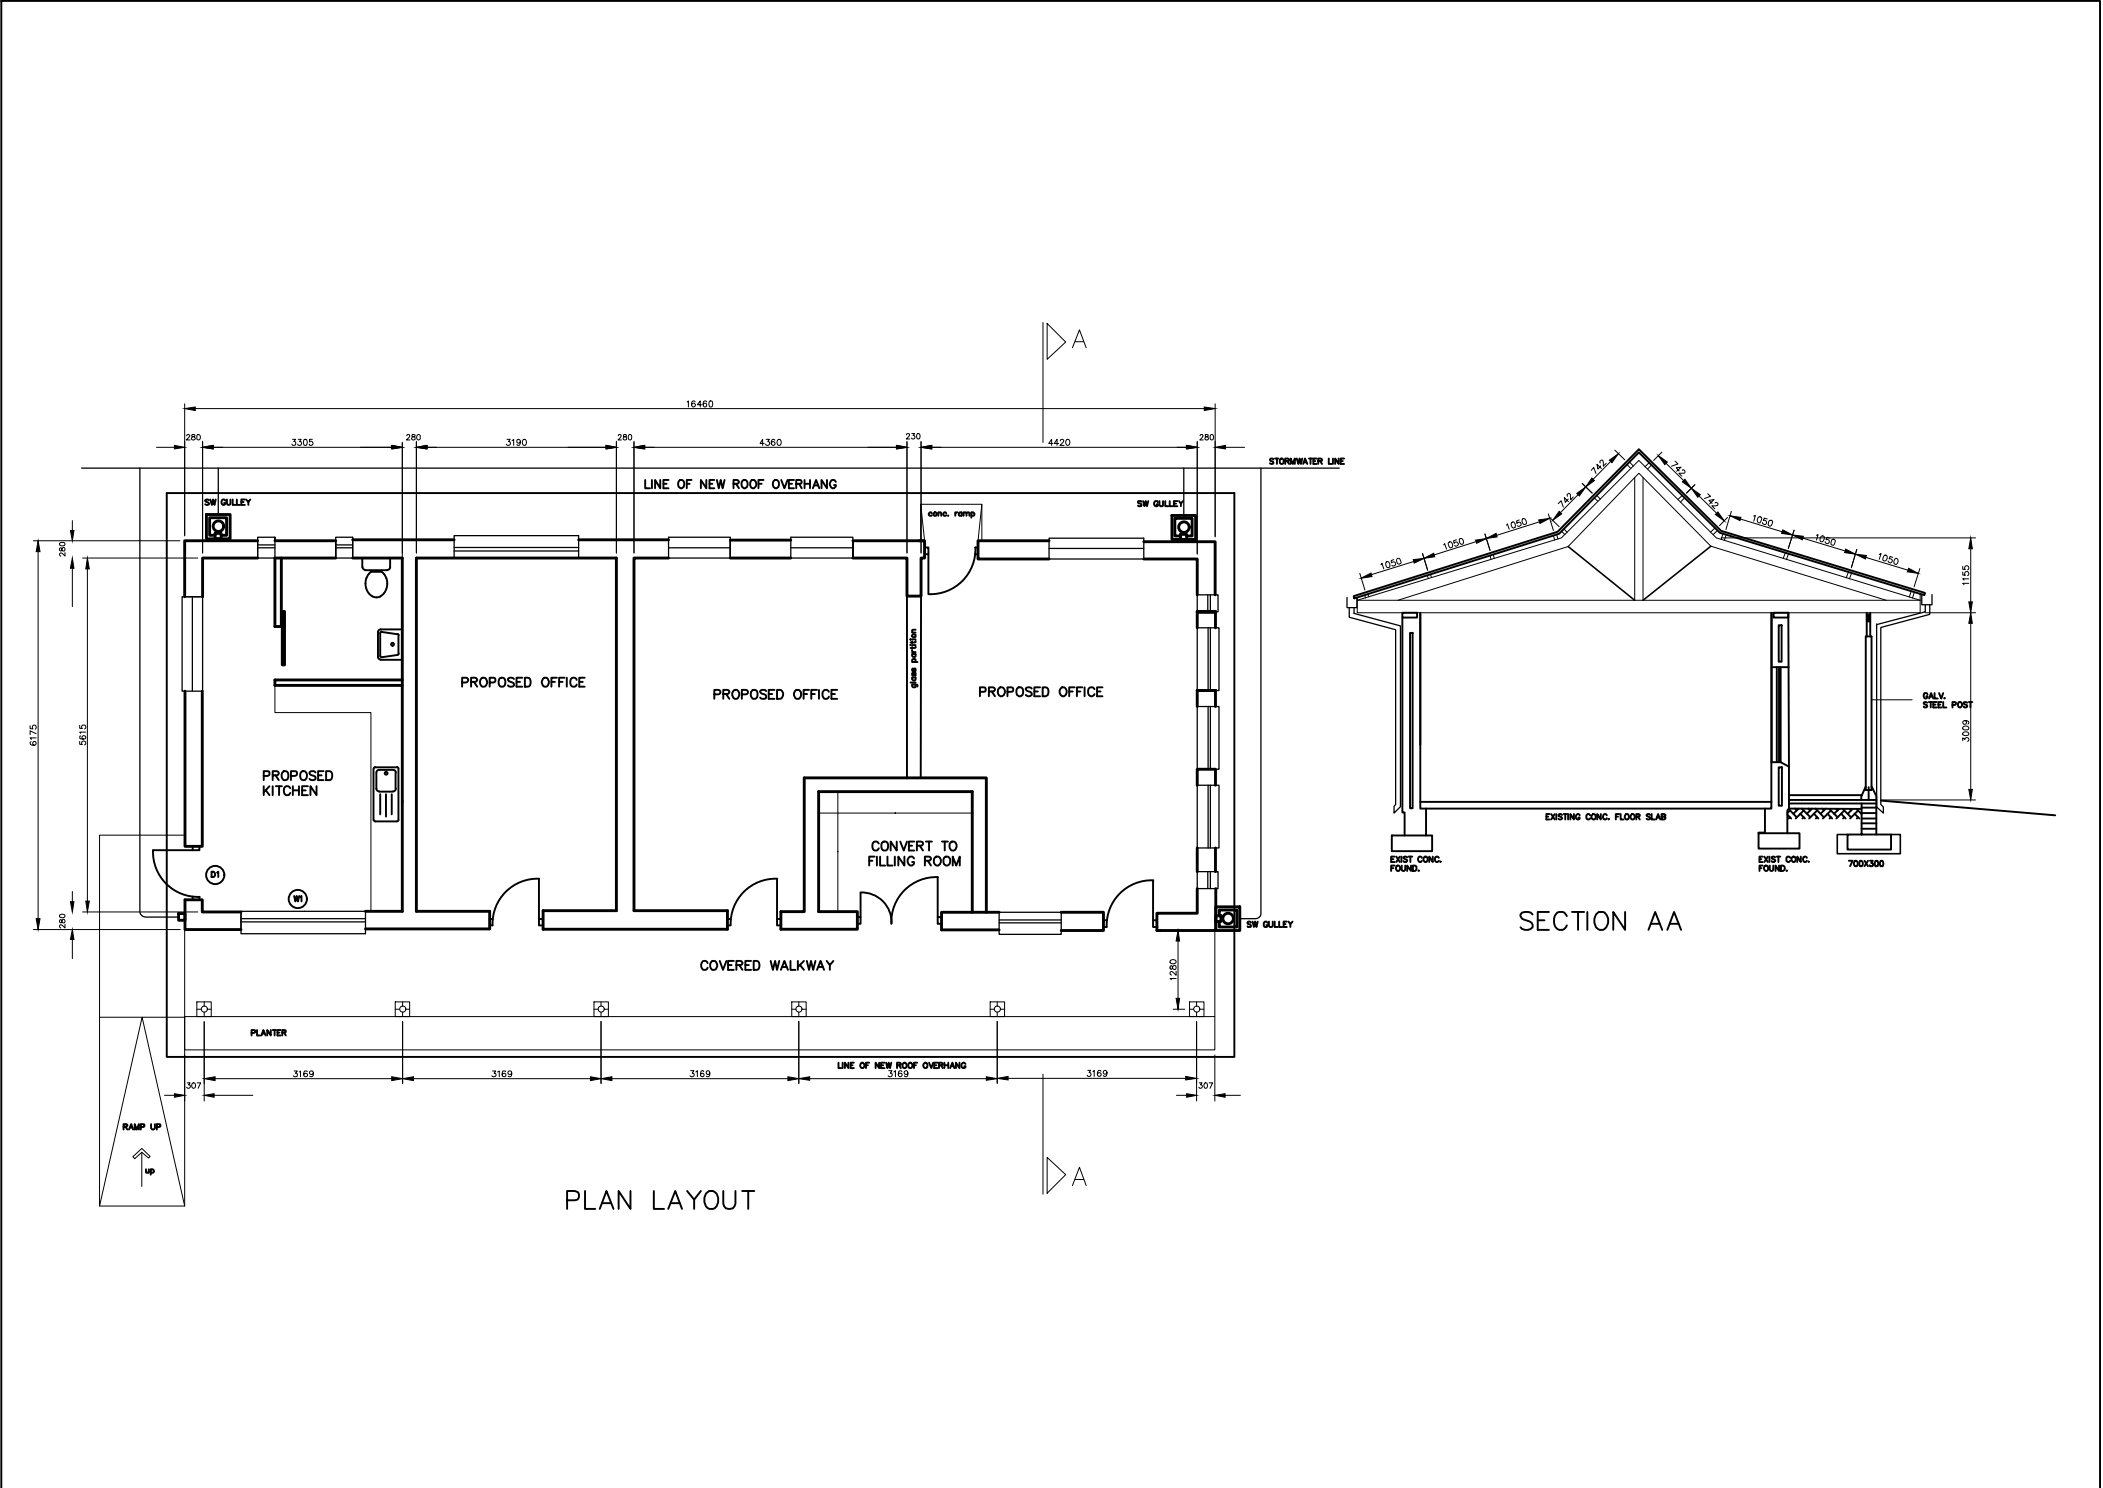 A
16460
280
3305
280
3190
280
4360
230
4420
280
STORMWATER LINE
LINE OF NEW ROOF OVERHANG
SW GULLEY
SW GULLEY
conc. ramp
280
6175
5615
280
glass partition
PROPOSED OFFICE
PROPOSED OFFICE
PROPOSED OFFICE
PROPOSED
KITCHEN
CONVERT TO
FILLING ROOM
D1
W1
SW GULLEY
COVERED WALKWAY
1280
PLANTER
LINE OF NEW ROOF OVERHANG
3169
3169
3169
3169
3169
307
307
RAMP UP
up
A
PLAN LAYOUT
742
742
742
742
1050
1050
1050
1050
1050
1050
1155
3009
GALV.
STEEL POST
EXISTING CONC. FLOOR SLAB
EXIST CONC.
FOUND.
EXIST CONC.
FOUND.
700X300
SECTION AA